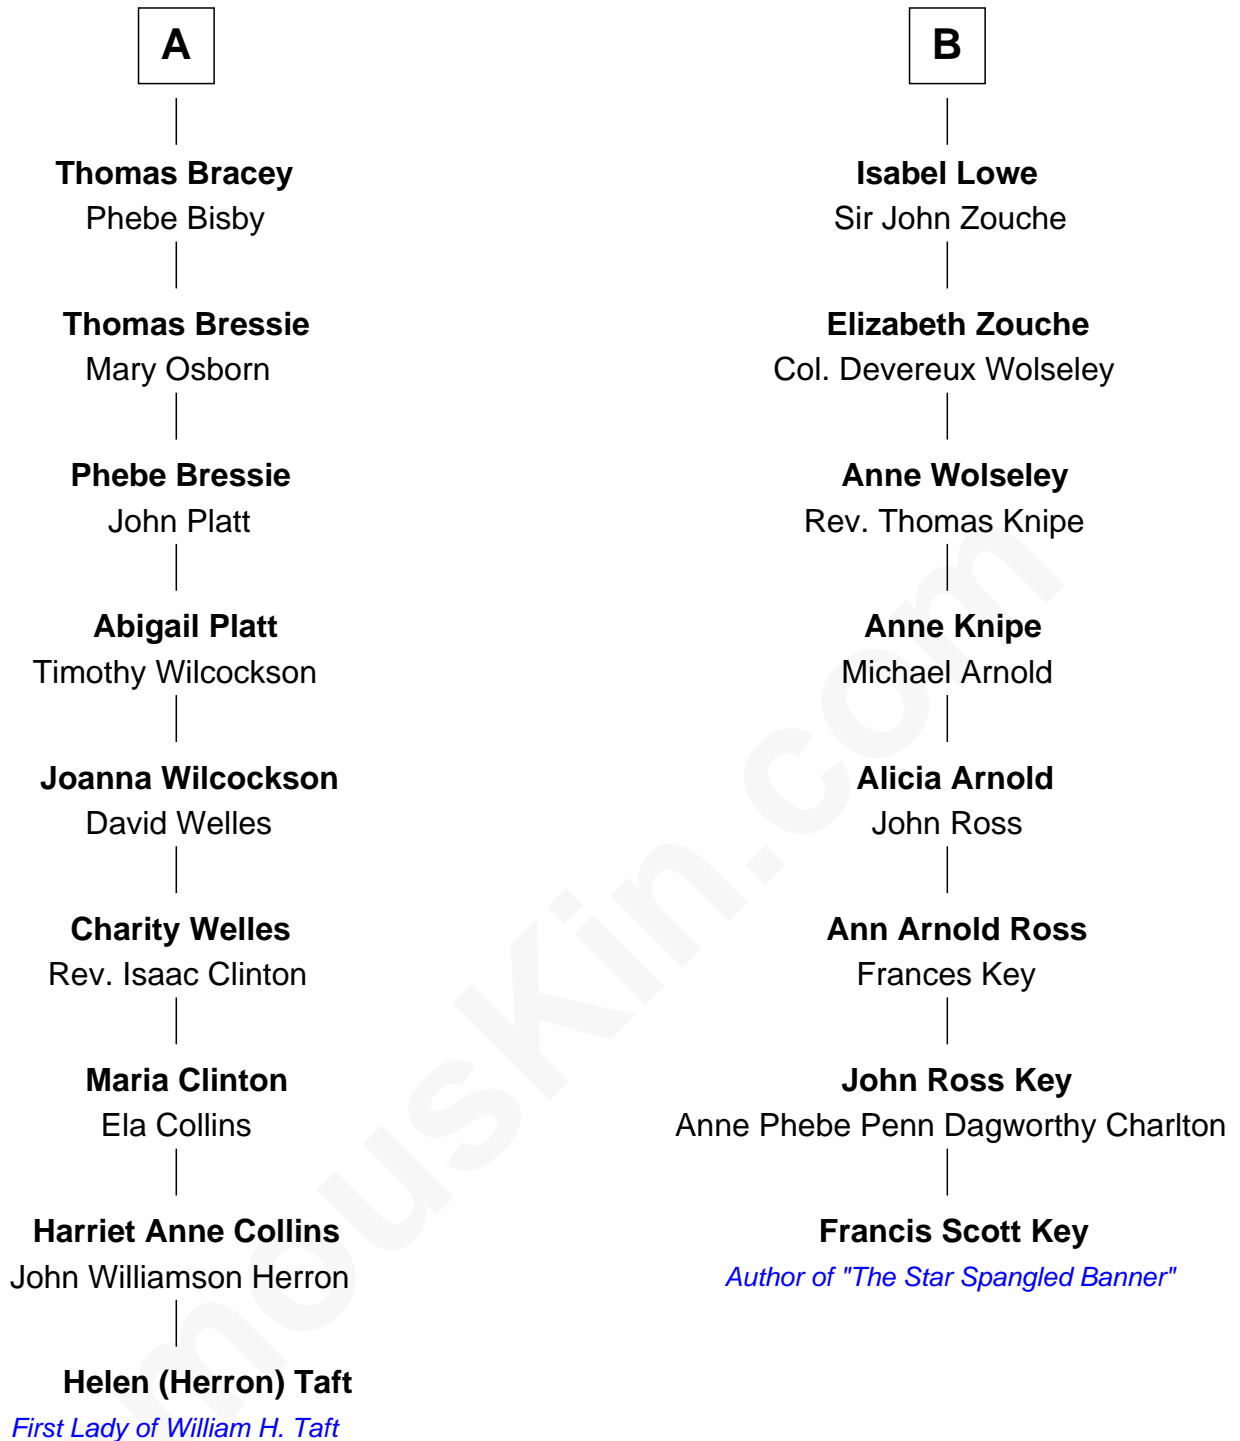 A
Thomas Bracey
Phebe Bisby
Thomas Bressie
Mary Osborn
Phebe Bressie
John Platt
Abigail Platt
Timothy Wilcockson
Joanna Wilcockson
David Welles
Charity Welles
Rev. Isaac Clinton
Maria Clinton
Ela Collins
Harriet Anne Collins
John Williamson Herron
Helen (Herron) Taft
First Lady of William H. Taft
B
Isabel Lowe
Sir John Zouche
Elizabeth Zouche
Col. Devereux Wolseley
Anne Wolseley
Rev. Thomas Knipe
Anne Knipe
Michael Arnold
Alicia Arnold
John Ross
Ann Arnold Ross
Frances Key
John Ross Key
Anne Phebe Penn Dagworthy Charlton
Francis Scott Key
Author of "The Star Spangled Banner"
mousKin.com